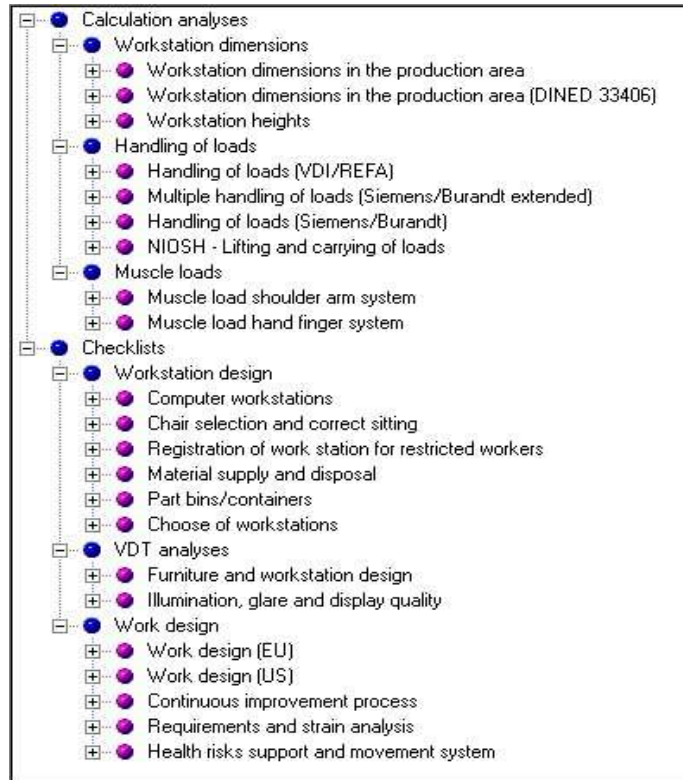 Calculation analyses
Workstation dimensions
Workstation dimensions in the production area
Workstation dimensions in the production area (DINED 33406)
Workstation heights
Handling of loads
Handling of loads (VDI/REFA)
Multiple handling of loads (Siemens/Burandt extended)
Handling of loads (Siemens/Burandt)
NIOSH - Lifting and carrying of loads
Muscle loads
Muscle load shoulder arm system
Muscle load hand finger system
Checklists
Workstation design
Computer workstations
Chair selection and correct sitting
Registration of work station for restricted workers
Material supply and disposal
Part bins/containers
Choose of workstations
VDT analyses
Furniture and workstation design
Illumination, glare and display quality
Work design
Work design (EU)
Work design (US)
Continuous improvement process
Requirements and strain analysis
Health risks support and movement system